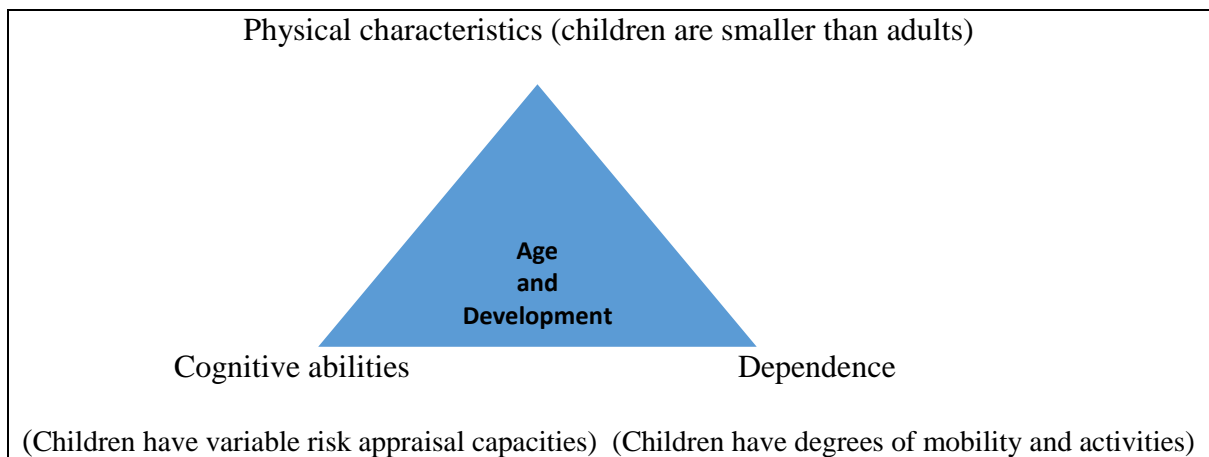 Physical characteristics (children are smaller than adults)
Age
and
Development
Cognitive abilities Dependence
(Children have variable risk appraisal capacities) (Children have degrees of mobility and activities)